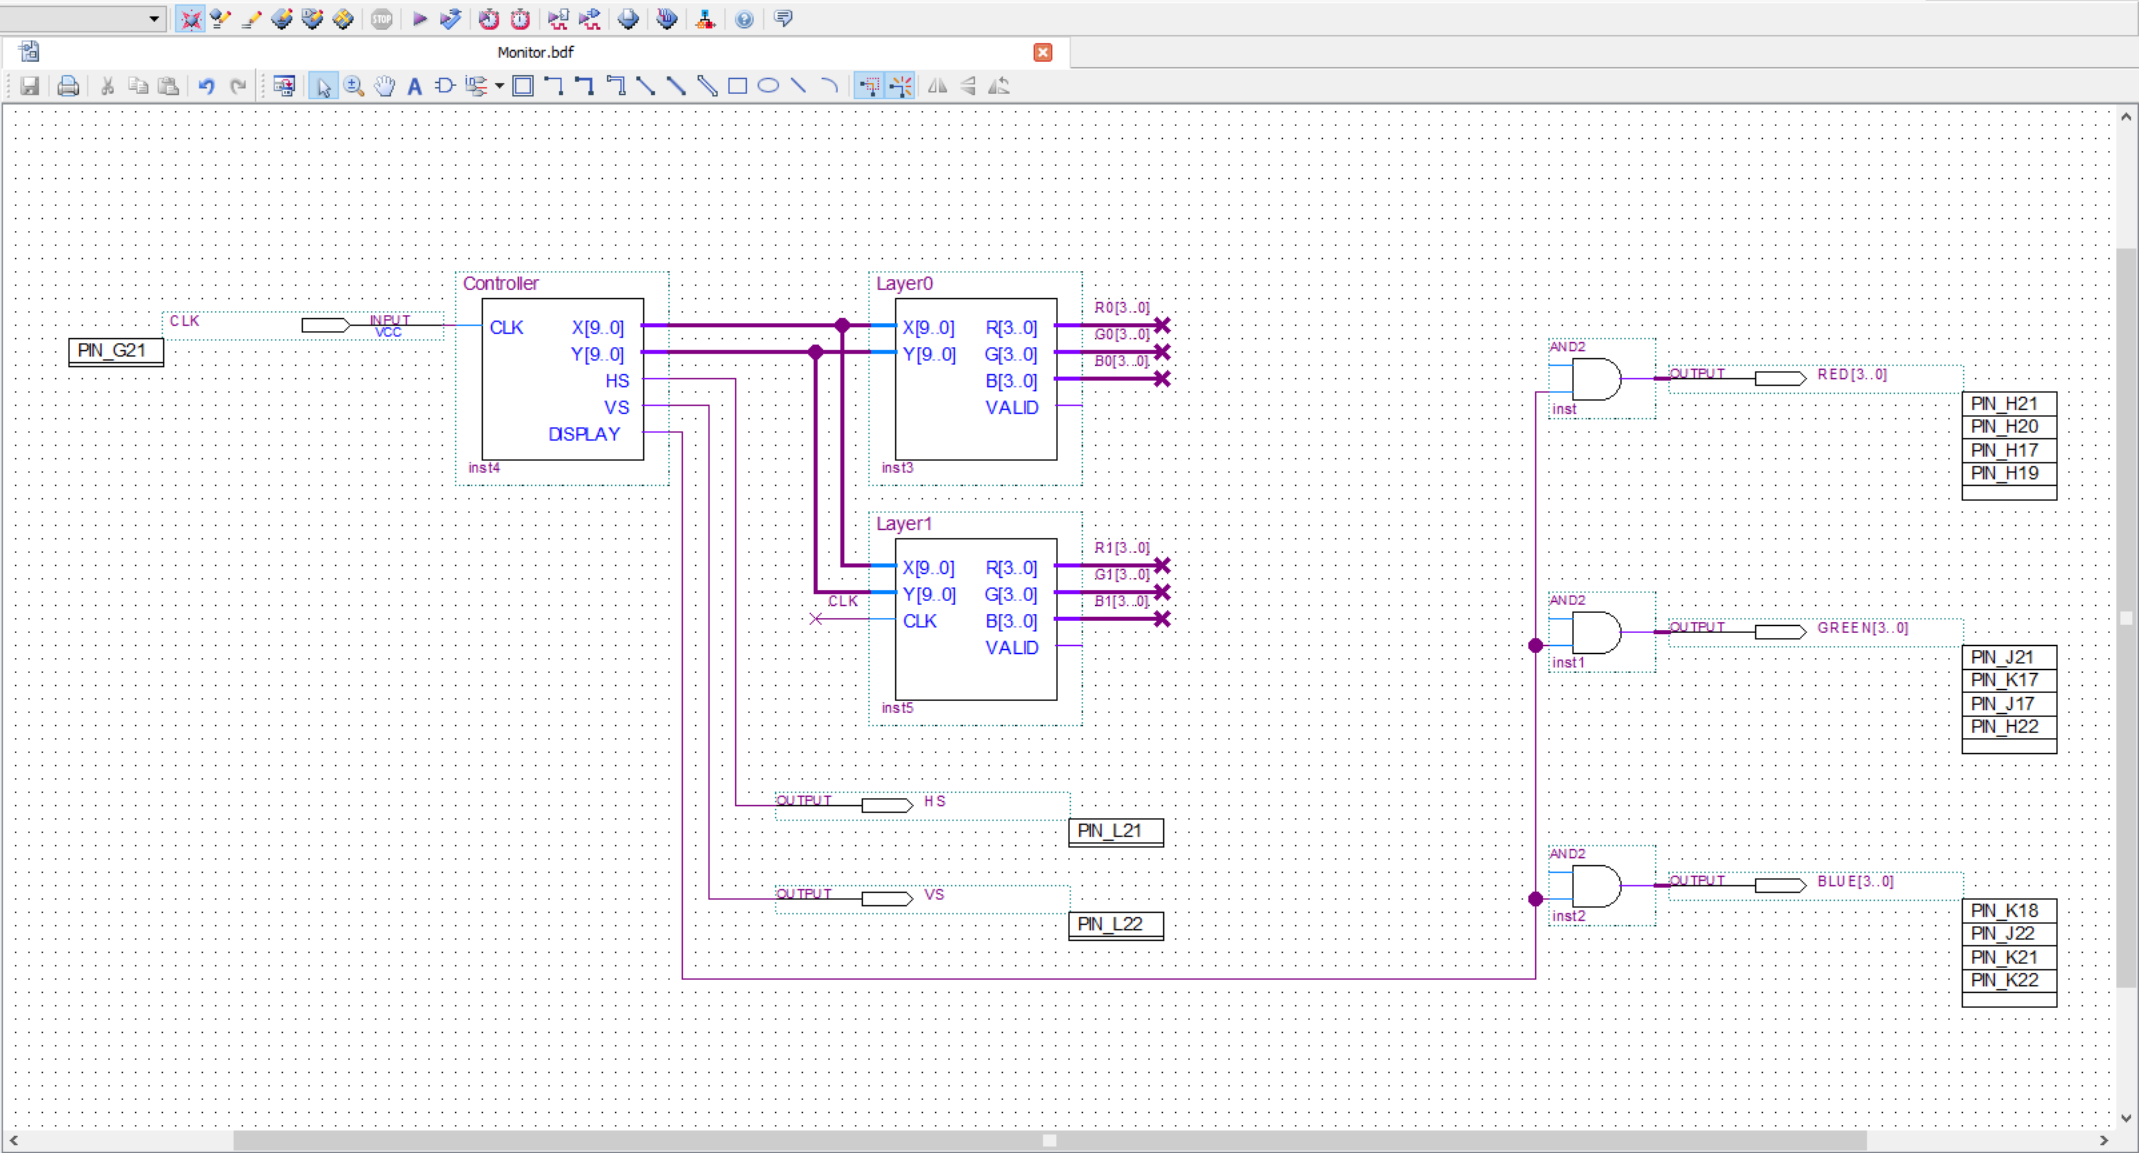 STOP
Monitor.bdf
A
Controller
CLK
INPUT
VCC
PIN_G21
CLK
X[9..0]
Y[9..0]
HS
VS
DISPLAY
inst4
Layer0
X[9..0]
Y[9..0]
R[3..0]
G[3..0]
B[3..0]
VALID
inst3
R0[3..0]
G0[3..0]
B0[3..0]
Layer1
CLK
X[9..0]
Y[9..0]
CLK
R[3..0]
G[3..0]
B[3..0]
VALID
inst5
R1[3..0]
G1[3..0]
B1[3..0]
OUTPUT
HS
PIN_L21
OUTPUT
VS
PIN_L22
AND2
inst
OUTPUT
RED[3..0]
PIN_H21
PIN_H20
PIN_H17
PIN_H19
AND2
inst1
OUTPUT
GREEN[3..0]
PIN_J21
PIN_K17
PIN_J17
PIN_H22
AND2
inst2
OUTPUT
BLUE[3..0]
PIN_K18
PIN_J22
PIN_K21
PIN_K22